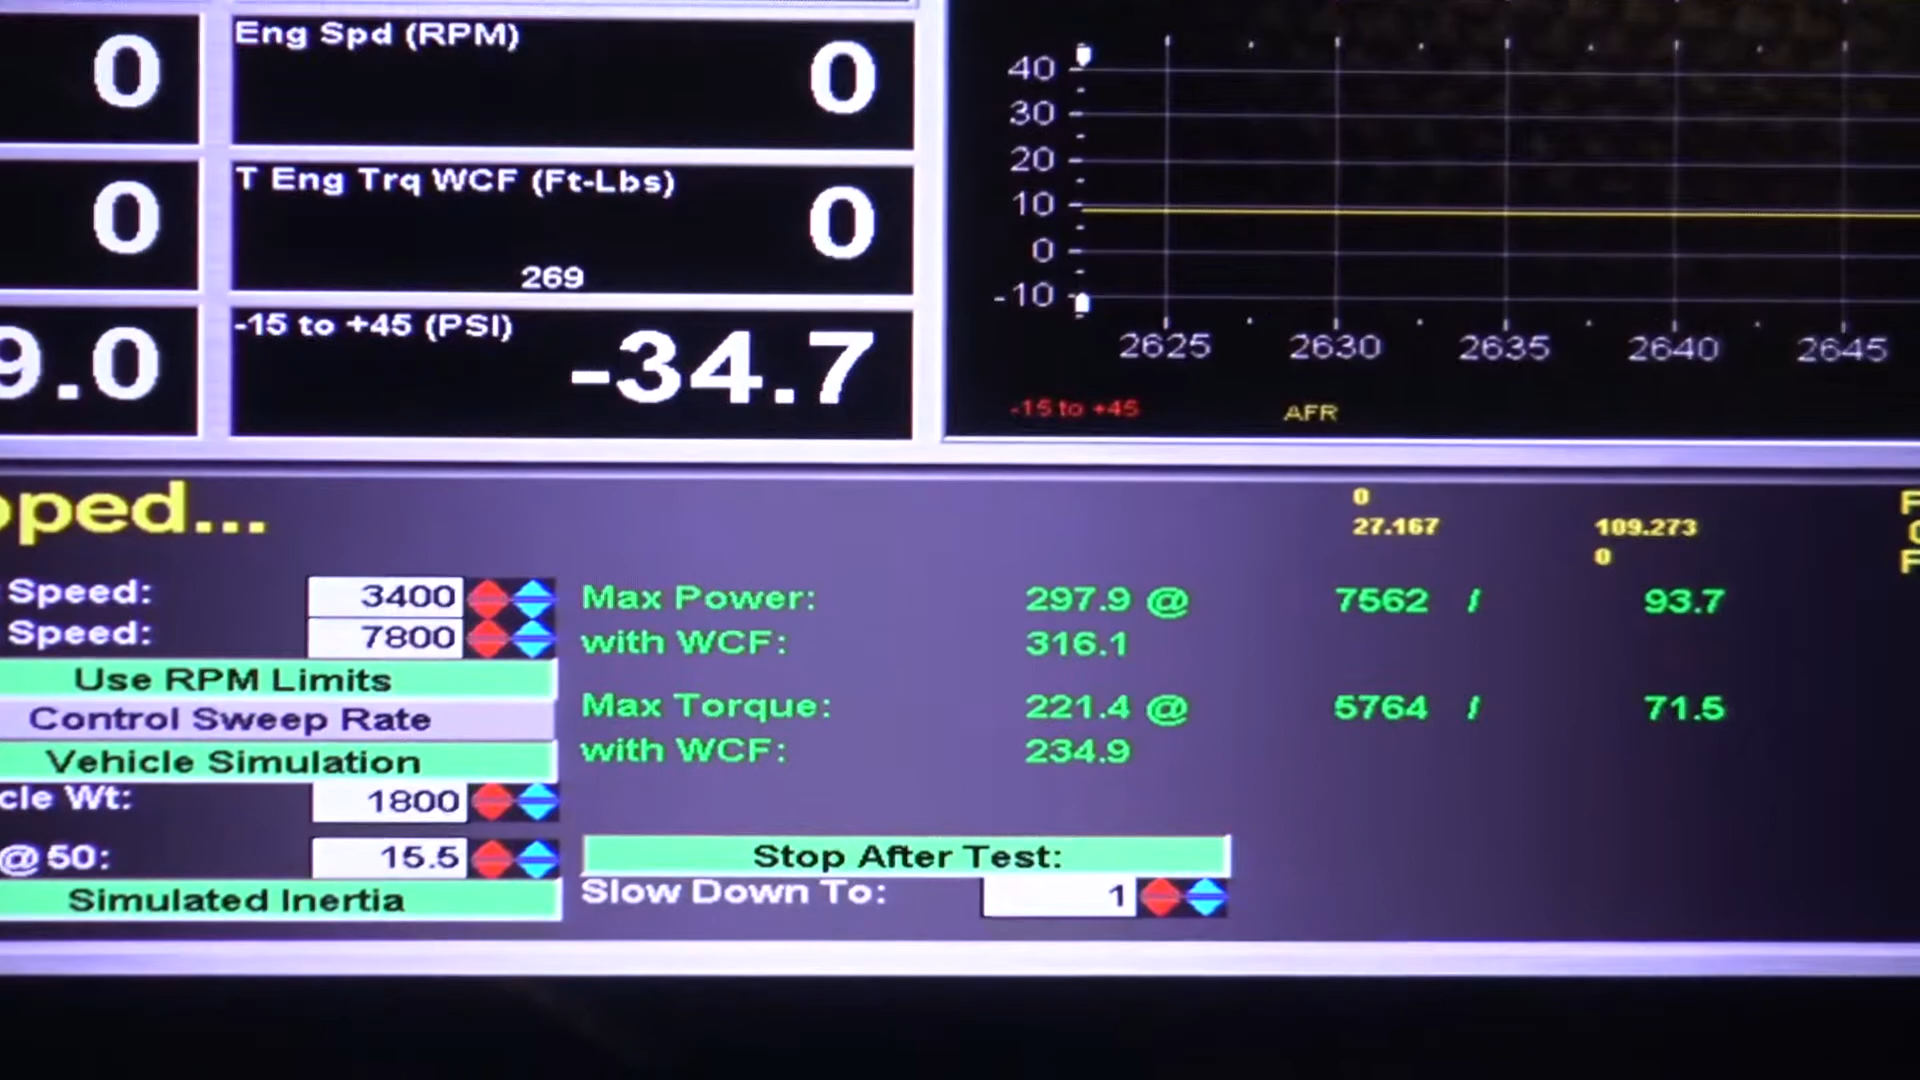 0
Eng Spd (RPM)
0
0
T Eng Trq WCF (Ft-Lbs)
0
269
9.0
-15 to +45 (PSI)
-34.7
40
30
20
10
0
-10
2625 2630 2635 2640 2645
-15 to +45 AFR
pped...
0
27.167 109.273
0
Speed: 3400
Speed: 7800
Use RPM Limits
Control Sweep Rate
Vehicle Simulation
cle Wt: 1800
@ 50: 15.5
Simulated Inertia
Max Power: 297.9 @ 7562 / 93.7
with WCF: 316.1
Max Torque: 221.4 @ 5764 / 71.5
with WCF: 234.9
Stop After Test:
Slow Down To: 1